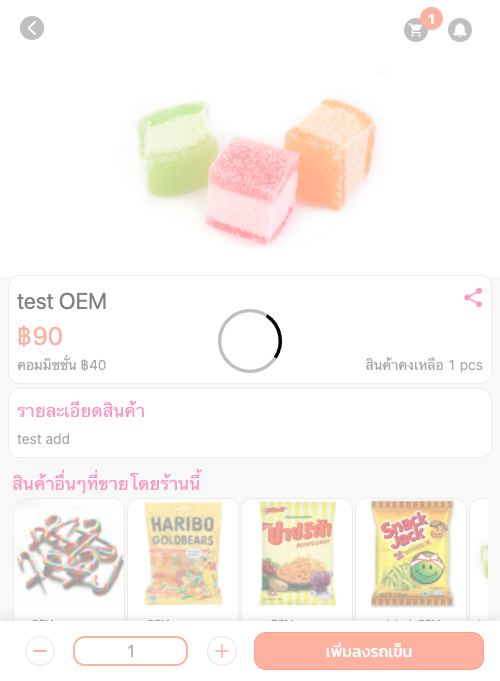 1
test OEM
฿90
คอมมิชชั่น ฿40
สินค้าคงเหลือ 1 pcs
รายละเอียดสินค้า
test add
สินค้าอื่นๆที่ขายโดยร้านนี้
HARIBO
GOLDBEARS
ปาปริก้า
POTATO STICK
Snack
Jack
1
เพิ่มลงรถเข็น